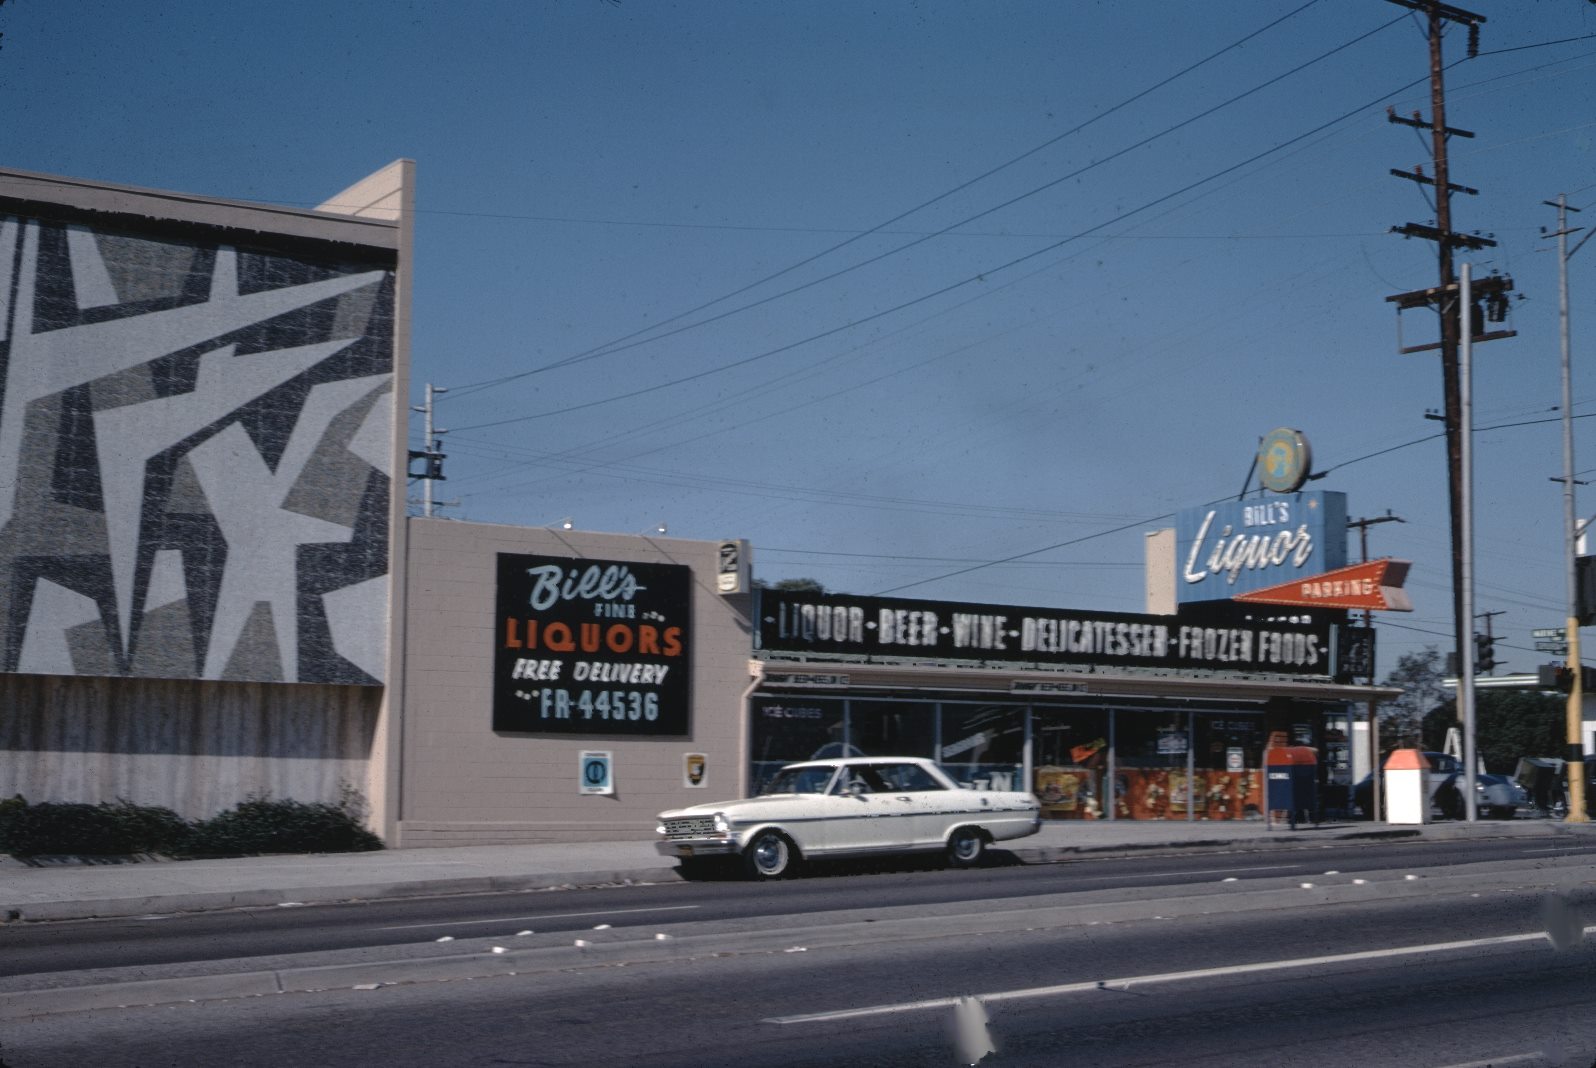 Bill's
FINE
LIQUORS
FREE DELIVERY
FR-44536
BILL'S
Liquor
PARKING
-LIQUOR-BEER-WINE-DELICATESSEN-FROZEN FOODS-
ICE CUBES
ICE CUBES